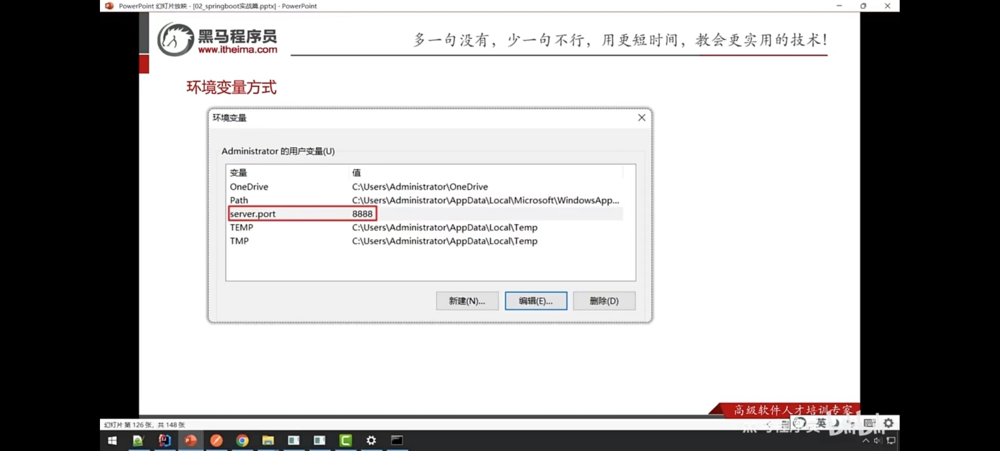 PowerPoint 幻灯片放映 - [02_springboot实战篇.pptx] - PowerPoint
黑马程序员
www.itheima.com
多一句没有，少一句不行，用更短时间，教会更实用的技术！
环境变量方式
环境变量
Administrator 的用户变量(U)
变量 值
OneDrive C:\Users\Administrator\OneDrive
Path C:\Users\Administrator\AppData\Local\Microsoft\WindowsApp...
server.port 8888
TEMP C:\Users\Administrator\AppData\Local\Temp
TMP C:\Users\Administrator\AppData\Local\Temp
新建(N)... 编辑(E)... 删除(D)
高级软件人才培训专家
幻灯片 第 126 张，共 148 张
黑马程序员 bilibili
英